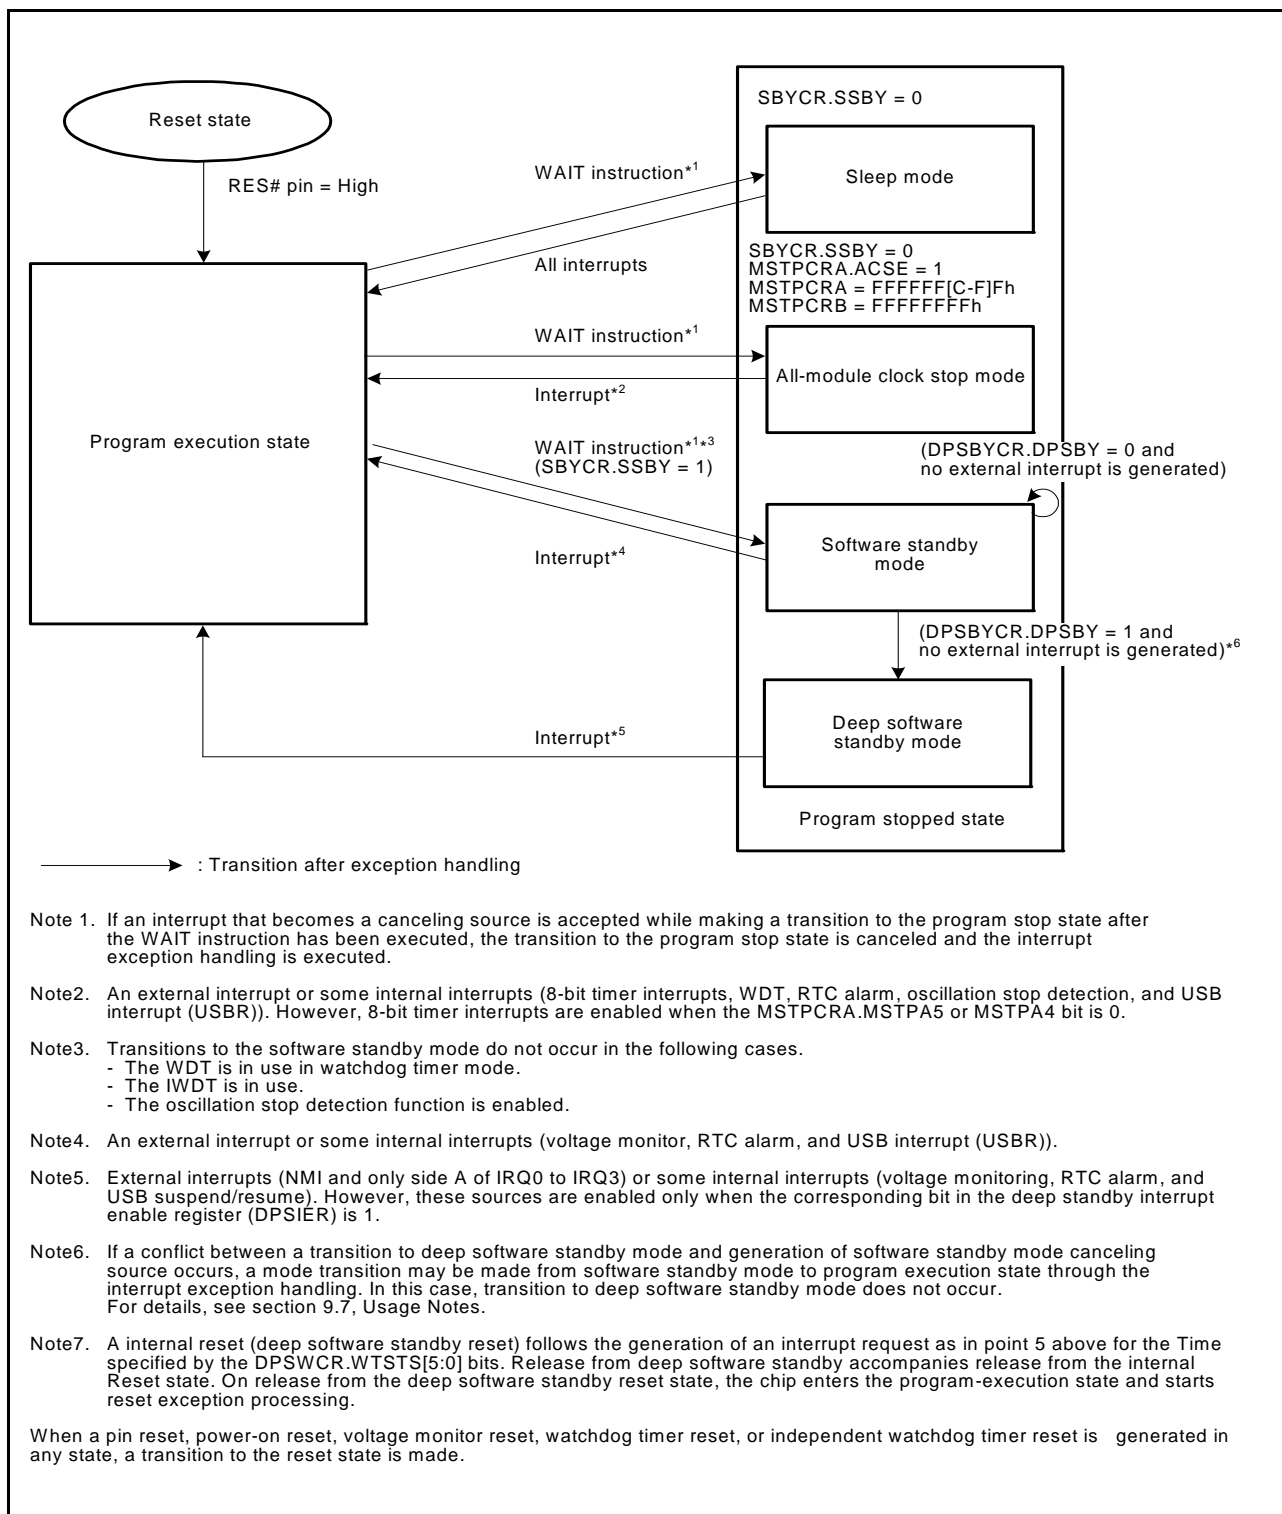 SBYCR.SSBY = 0
Reset state
WAIT instruction*1
Sleep mode
RES# pin = High
All interrupts
SBYCR.SSBY = 0
MSTPCRA.ACSE = 1
MSTPCRA = FFFFFF[C-F]Fh
MSTPCRB = FFFFFFFFh
WAIT instruction*1
All-module clock stop mode
Interrupt*2
Program execution state
WAIT instruction*1*3
(SBYCR.SSBY = 1)
(DPSBYCR.DPSBY = 0 and
no external interrupt is generated)
Software standby
mode
Interrupt*4
(DPSBYCR.DPSBY = 1 and
no external interrupt is generated)*6
Deep software
standby mode
Interrupt*5
Program stopped state
: Transition after exception handling
Note 1. If an interrupt that becomes a canceling source is accepted while making a transition to the program stop state after
the WAIT instruction has been executed, the transition to the program stop state is canceled and the interrupt
exception handling is executed.
Note2. An external interrupt or some internal interrupts (8-bit timer interrupts, WDT, RTC alarm, oscillation stop detection, and USB
interrupt (USBR)). However, 8-bit timer interrupts are enabled when the MSTPCRA.MSTPA5 or MSTPA4 bit is 0.
Note3. Transitions to the software standby mode do not occur in the following cases.
- The WDT is in use in watchdog timer mode.
- The IWDT is in use.
- The oscillation stop detection function is enabled.
Note4. An external interrupt or some internal interrupts (voltage monitor, RTC alarm, and USB interrupt (USBR)).
Note5. External interrupts (NMI and only side A of IRQ0 to IRQ3) or some internal interrupts (voltage monitoring, RTC alarm, and
USB suspend/resume). However, these sources are enabled only when the corresponding bit in the deep standby interrupt
enable register (DPSIER) is 1.
Note6. If a conflict between a transition to deep software standby mode and generation of software standby mode canceling
source occurs, a mode transition may be made from software standby mode to program execution state through the
interrupt exception handling. In this case, transition to deep software standby mode does not occur.
For details, see section 9.7, Usage Notes.
Note7. A internal reset (deep software standby reset) follows the generation of an interrupt request as in point 5 above for the Time
specified by the DPSWCR.WTSTS[5:0] bits. Release from deep software standby accompanies release from the internal
Reset state. On release from the deep software standby reset state, the chip enters the program-execution state and starts
reset exception processing.
When a pin reset, power-on reset, voltage monitor reset, watchdog timer reset, or independent watchdog timer reset is generated in
any state, a transition to the reset state is made.